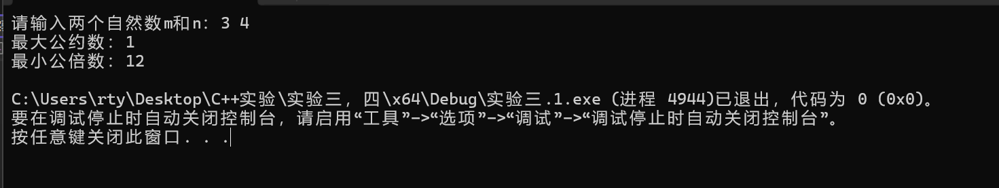 请输入两个自然数m和n: 3 4
最大公约数: 1
最小公倍数: 12
C:\Users\rty\Desktop\C++实验\实验三，四\x64\Debug\实验三.1.exe (进程 4944)已退出，代码为 0 (0x0)。
要在调试停止时自动关闭控制台，请启用“工具”->“选项”->“调试”->“调试停止时自动关闭控制台”。
按任意键关闭此窗口. . .